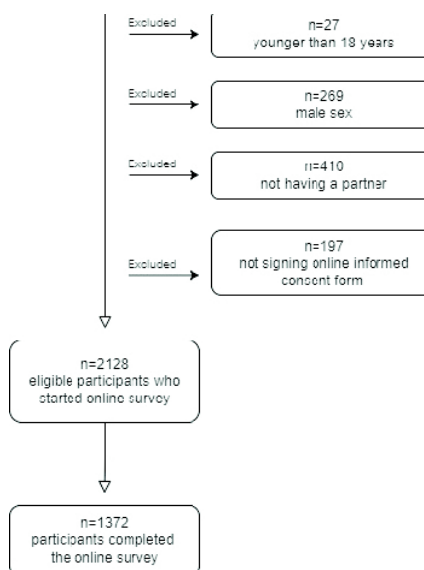 Excluded
n=27
younger than 18 years
Excluded
n=269
male sex
Excluded
n=410
not having a partner
Excluded
n=197
not signing online informed
consent form
n=2128
eligible participants who
started online survey
n=1372
participants completed
the online survey